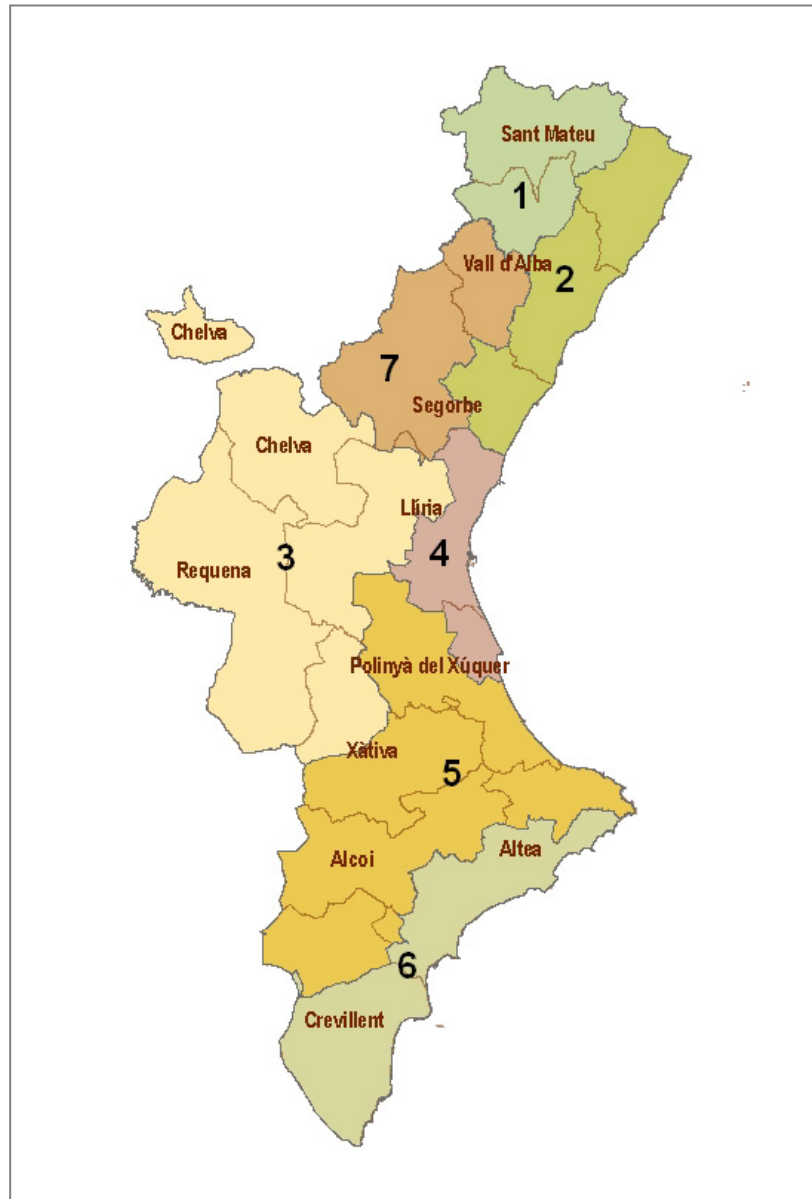 Sant Mateu
1
Vall d'Alba
2
Chelva
7
Segorbe
Chelva
Llíria
3
4
Requena
Polinyà del Xúquer
Xàtiva
5
Alcoi
Altea
6
Crevillent